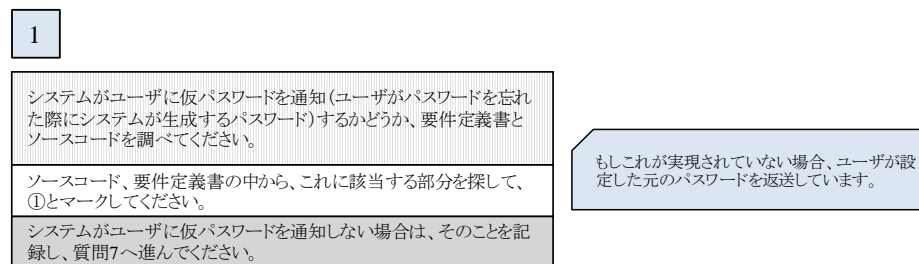 1
システムがユーザに仮パスワードを通知(ユーザがパスワードを忘れ
た際にシステムが生成するパスワード)するかどうか、要件定義書と
ソースコードを調べてください。
ソースコード、要件定義書の中から、これに該当する部分を探して、
①とマークしてください。
システムがユーザに仮パスワードを通知しない場合は、そのことを記
録し、質問7へ進んでください。
もしこれが実現されていない場合、ユーザが設
定した元のパスワードを返送しています。